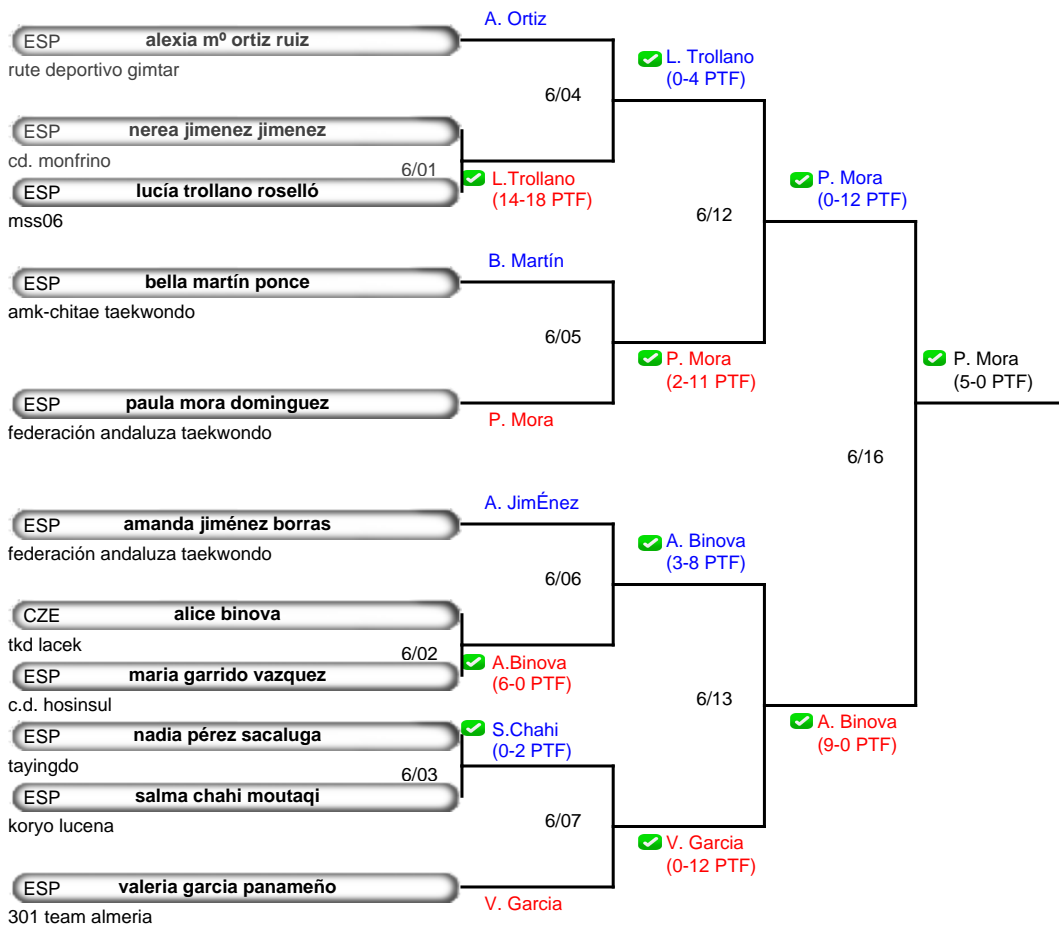 A. Ortiz
ESP alexia mº ortiz ruiz
rute deportivo gimtar
L. Trollano
(0-4 PTF)
6/04
ESP nerea jimenez jimenez
cd. monfrino
6/01
L.Trollano
(14-18 PTF)
ESP lucía trollano roselló
mss06
P. Mora
(0-12 PTF)
6/12
B. Martín
ESP bella martín ponce
amk-chitae taekwondo
6/05
P. Mora
(2-11 PTF)
P. Mora
(5-0 PTF)
ESP paula mora dominguez
federación andaluza taekwondo
P. Mora
6/16
A. JimÉnez
ESP amanda jiménez borras
federación andaluza taekwondo
A. Binova
(3-8 PTF)
6/06
CZE alice binova
tkd lacek
6/02
A.Binova
(6-0 PTF)
ESP maria garrido vazquez
c.d. hosinsul
6/13
A. Binova
(9-0 PTF)
ESP nadia pérez sacaluga
tayingdo
S.Chahi
(0-2 PTF)
6/03
ESP salma chahi moutaqi
koryo lucena
6/07
V. Garcia
(0-12 PTF)
ESP valeria garcia panameño
301 team almeria
V. Garcia